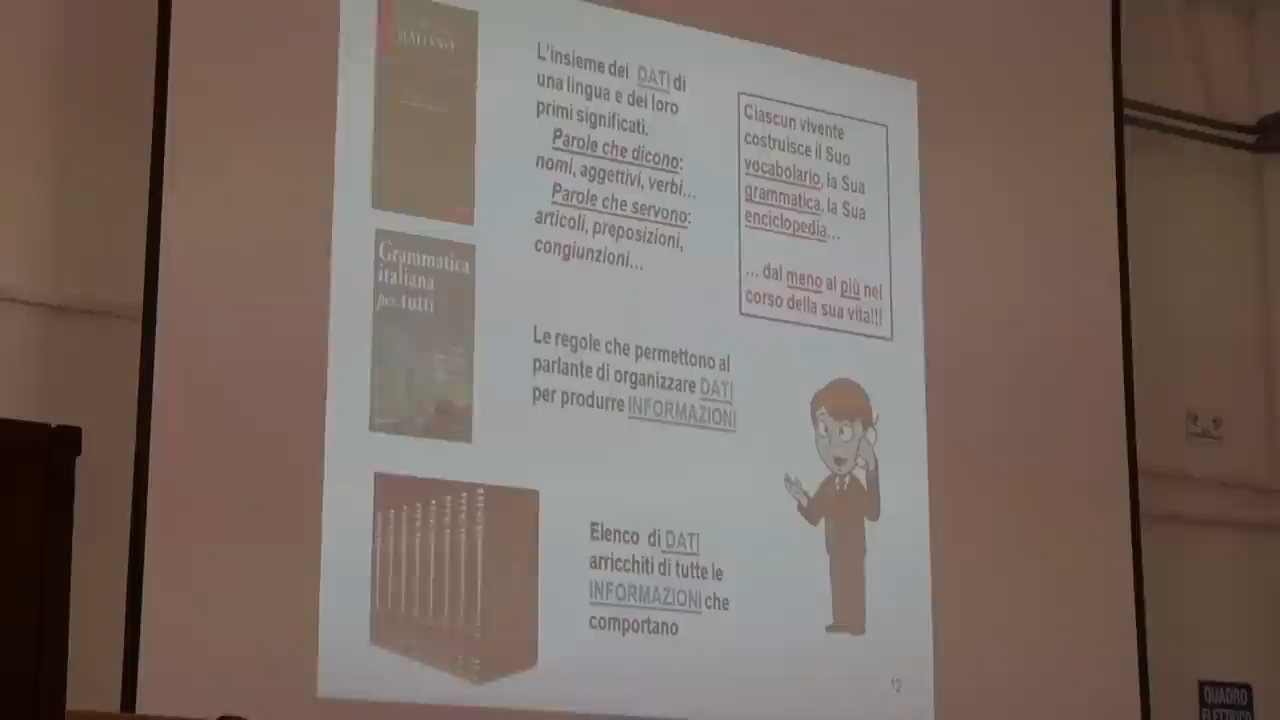 ITALIANO
L'insieme dei DATI di
una lingua e dei loro
primi significati.
Parole che dicono:
nomi, aggettivi, verbi...
Parole che servono:
articoli, preposizioni,
congiunzioni...
Ciascun vivente
costruisce il Suo
vocabolario, la Sua
grammatica, la Sua
enciclopedia...
... dal meno al più nel
corso della sua vita!!!
Grammatica
italiana
per tutti
Le regole che permettono al
parlante di organizzare DATI
per produrre INFORMAZIONI
Elenco di DATI
arricchiti di tutte le
INFORMAZIONI che
comportano
12
QUADRO
ELETTRICO